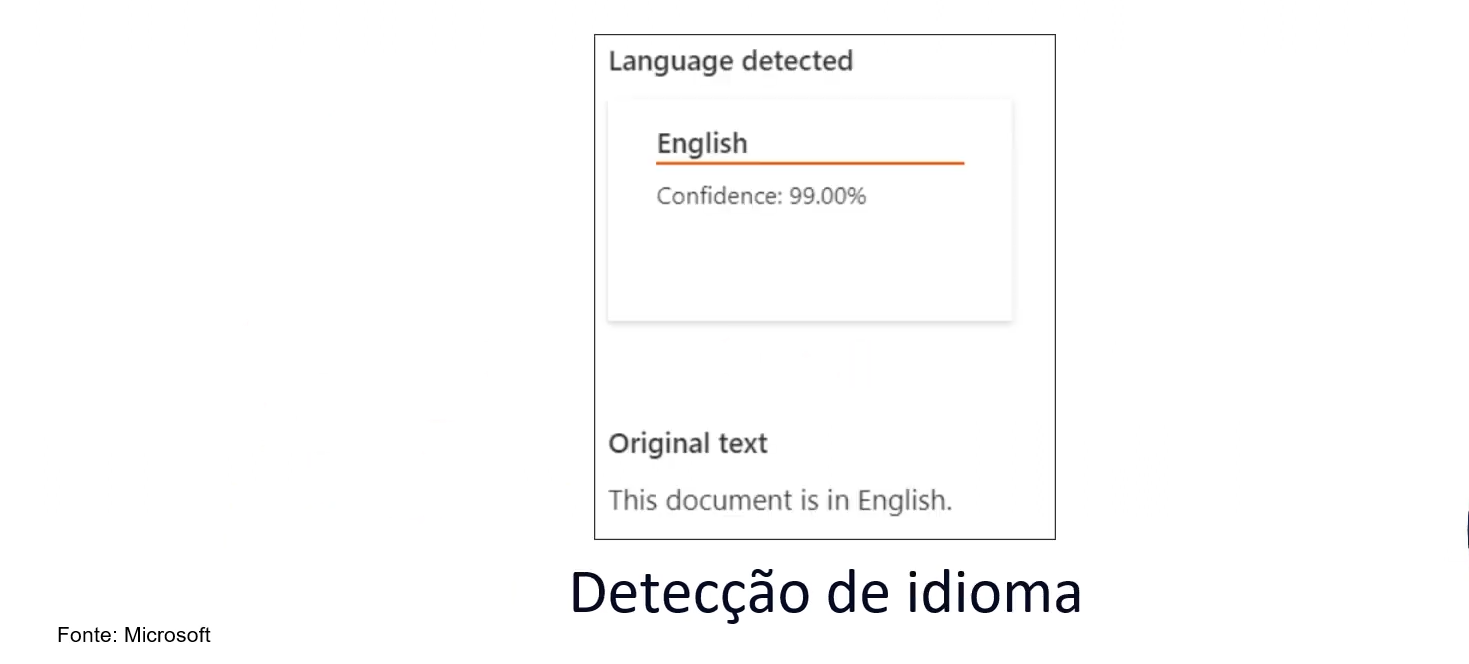 Language detected
English
Confidence: 99.00%
Original text
This document is in English.
Detecção de idioma
Fonte: Microsoft